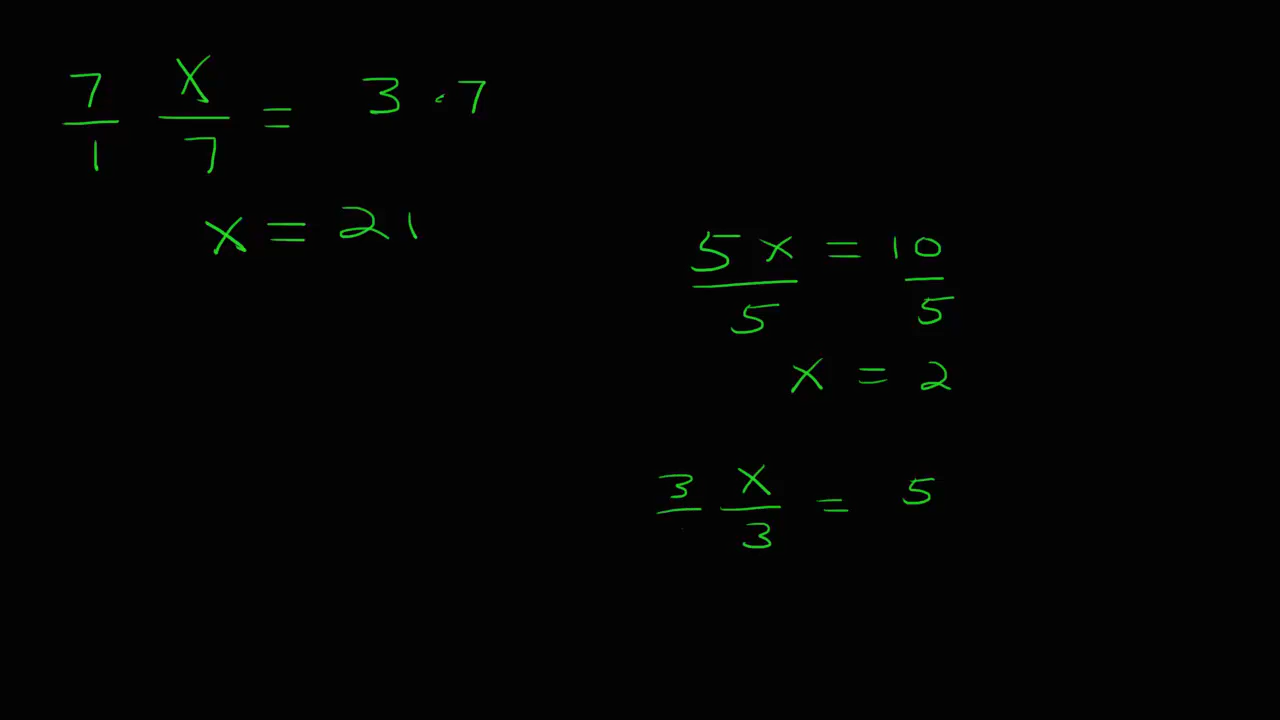 7/1 x/7 = 3 · 7
x = 21
5x/5 = 10/5
x = 2
3/ x/3 = 5